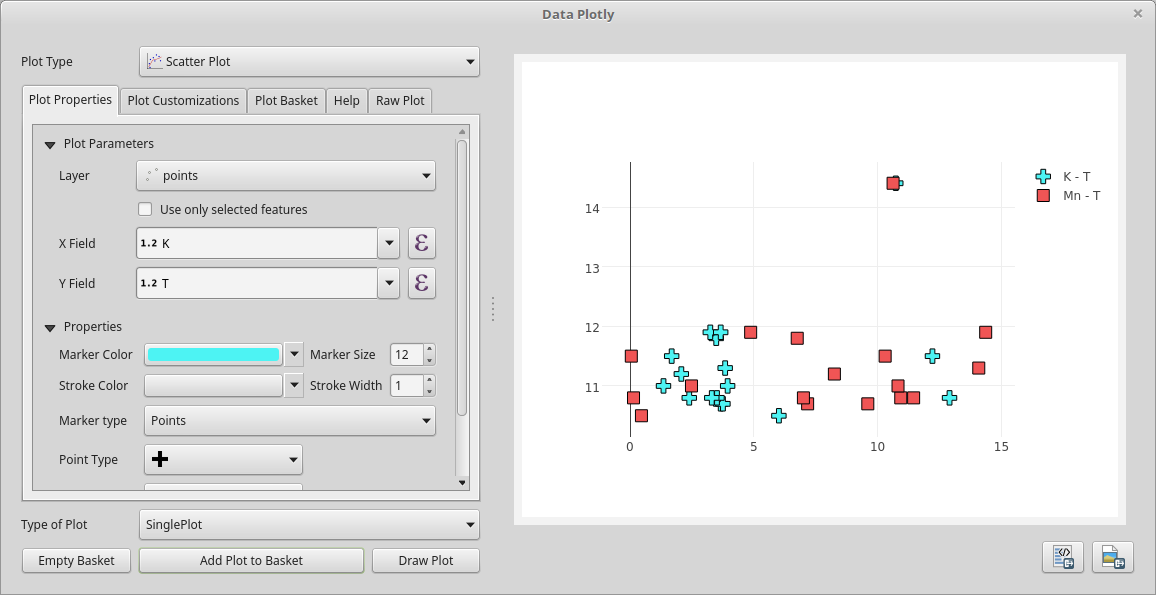 Data Plotly
Plot Type
Scatter Plot
Plot Properties
Plot Customizations
Plot Basket
Help
Raw Plot
Plot Parameters
Layer
points
Use only selected features
X Field
1.2 K
ε
Y Field
1.2 T
ε
Properties
Marker Color
Marker Size
12
Stroke Color
Stroke Width
1
Marker type
Points
Point Type
Type of Plot
SinglePlot
Empty Basket
Add Plot to Basket
Draw Plot
14
13
12
11
0
5
10
15
K - T
Mn - T